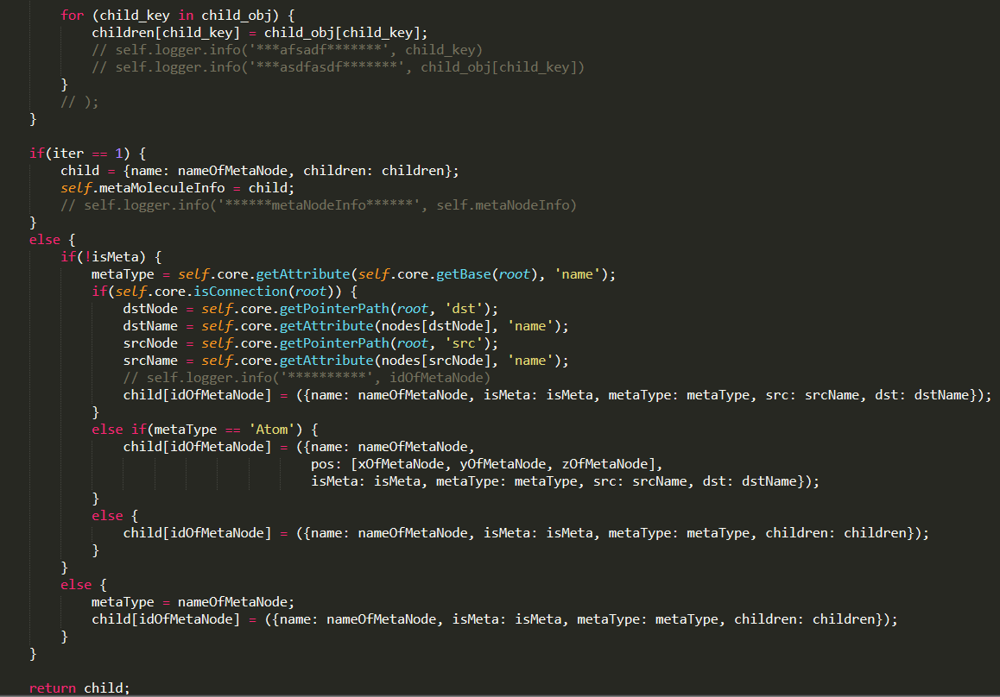 for (child_key in child_obj) {
children[child_key] = child_obj[child_key];
// self.logger.info('***afsadf*******', child_key)
// self.logger.info('***asdfasdf*******', child_obj[child_key])
}
// );
}
if(iter == 1) {
child = {name: nameOfMetaNode, children: children};
self.metaMoleculeInfo = child;
// self.logger.info('******metaNodeInfo******', self.metaNodeInfo)
}
else {
if(!isMeta) {
metaType = self.core.getAttribute(self.core.getBase(root), 'name');
if(self.core.isConnection(root)) {
dstNode = self.core.getPointerPath(root, 'dst');
dstName = self.core.getAttribute(nodes[dstNode], 'name');
srcNode = self.core.getPointerPath(root, 'src');
srcName = self.core.getAttribute(nodes[srcNode], 'name');
// self.logger.info('**********', idOfMetaNode)
child[idOfMetaNode] = ({name: nameOfMetaNode, isMeta: isMeta, metaType: metaType, src: srcName, dst: dstName});
}
else if(metaType == 'Atom') {
child[idOfMetaNode] = ({name: nameOfMetaNode,
pos: [xOfMetaNode, yOfMetaNode, zOfMetaNode],
isMeta: isMeta, metaType: metaType, src: srcName, dst: dstName});
}
else {
child[idOfMetaNode] = ({name: nameOfMetaNode, isMeta: isMeta, metaType: metaType, children: children});
}
}
else {
metaType = nameOfMetaNode;
child[idOfMetaNode] = ({name: nameOfMetaNode, isMeta: isMeta, metaType: metaType, children: children});
}
}
return child;